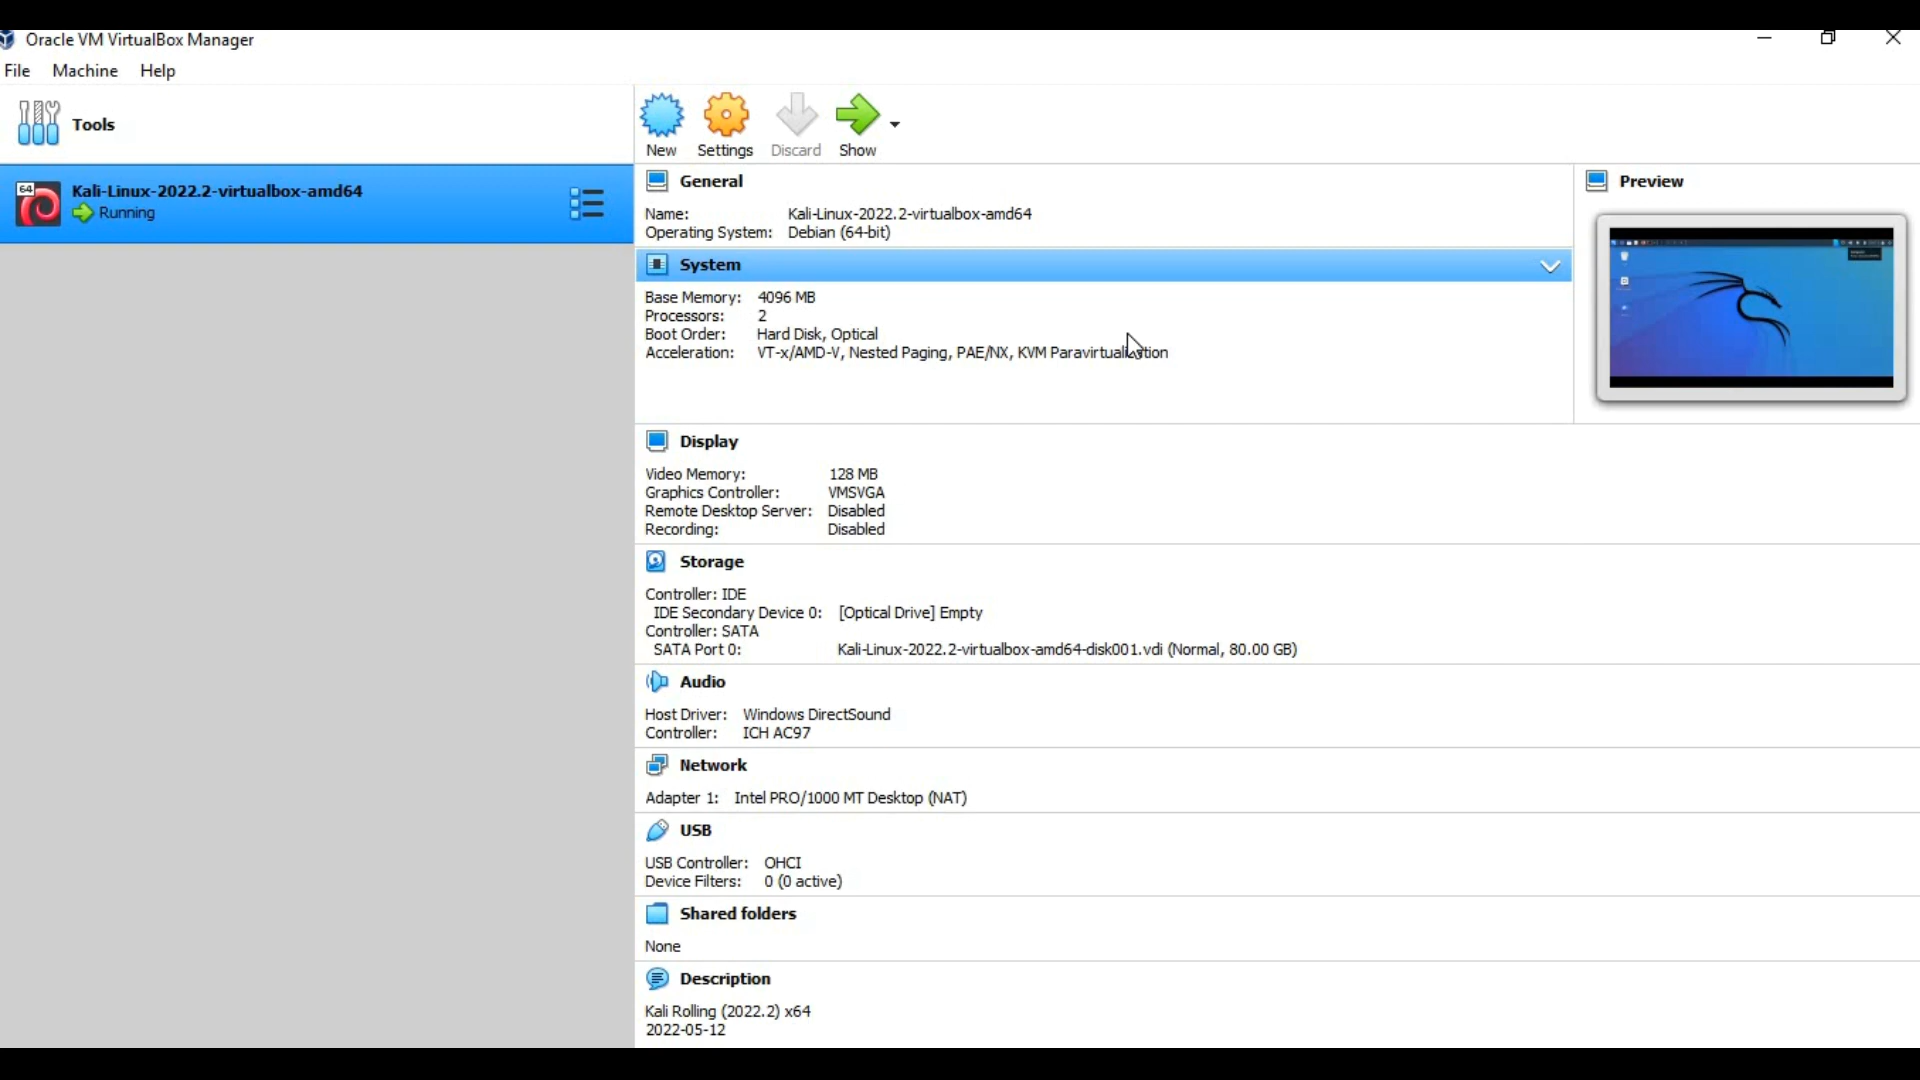 Oracle VM VirtualBox Manager
File Machine Help
Tools
New Settings Discard Show
64
Kali-Linux-2022.2-virtualbox-amd64
Running
General
Name: Kali-Linux-2022.2-virtualbox-amd64
Operating System: Debian (64-bit)
Preview
System
Base Memory: 4096 MB
Processors: 2
Boot Order: Hard Disk, Optical
Acceleration: VT-x/AMD-V, Nested Paging, PAE/NX, KVM Paravirtualization
Display
Video Memory: 128 MB
Graphics Controller: VMSVGA
Remote Desktop Server: Disabled
Recording: Disabled
Storage
Controller: IDE
IDE Secondary Device 0: [Optical Drive] Empty
Controller: SATA
SATA Port 0: Kali-Linux-2022.2-virtualbox-amd64-disk001.vdi (Normal, 80.00 GB)
Audio
Host Driver: Windows DirectSound
Controller: ICH AC97
Network
Adapter 1: Intel PRO/1000 MT Desktop (NAT)
USB
USB Controller: OHCI
Device Filters: 0 (0 active)
Shared folders
None
Description
Kali Rolling (2022.2) x64
2022-05-12